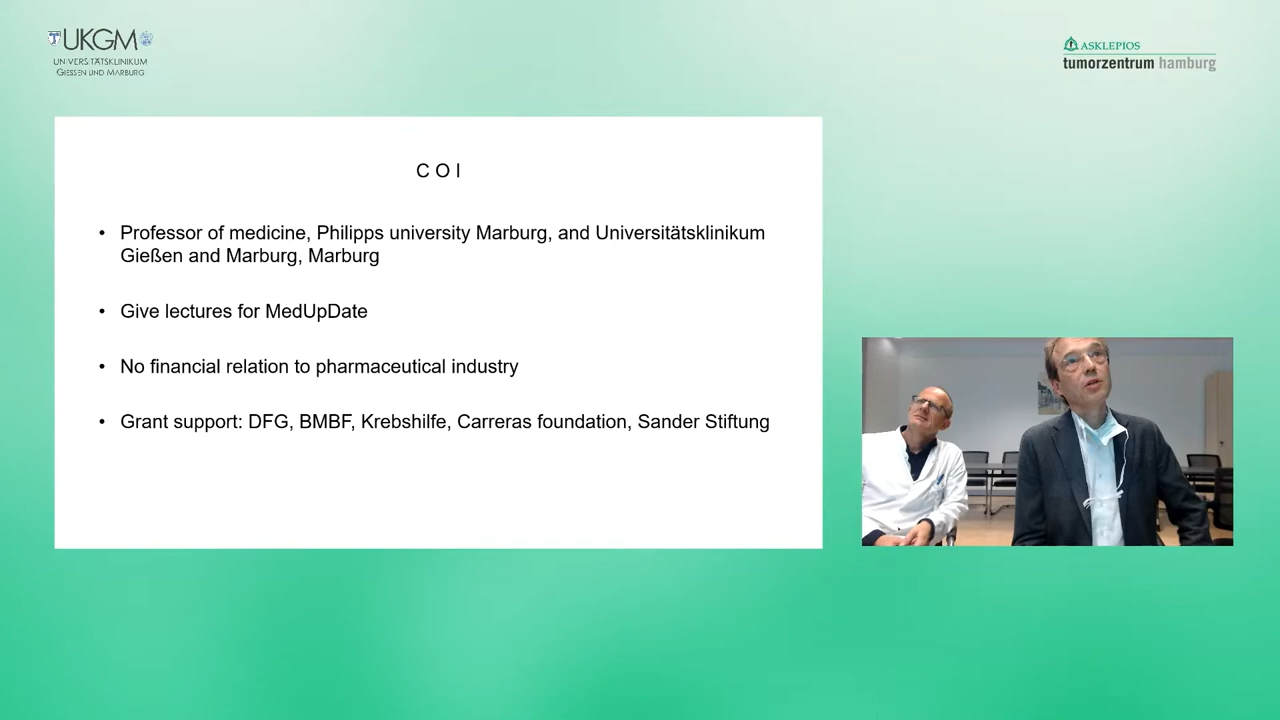 UKGM
UNIVERSITÄTSKLINIKUM
GIESSEN UND MARBURG
ASKLEPIOS
tumorzentrum hamburg
C O I
• Professor of medicine, Philipps university Marburg, and Universitätsklinikum
Gießen and Marburg, Marburg
• Give lectures for MedUpDate
• No financial relation to pharmaceutical industry
• Grant support: DFG, BMBF, Krebshilfe, Carreras foundation, Sander Stiftung